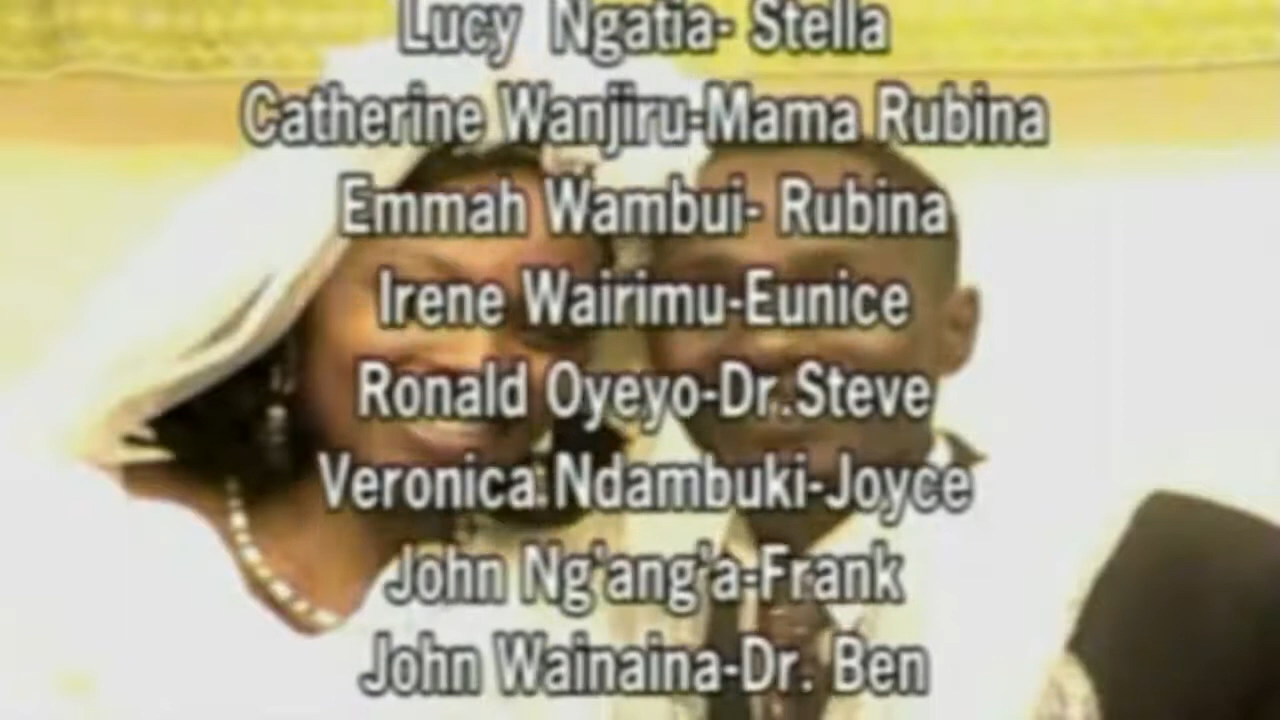 Lucy Ngatia- Stella
Catherine Wanjiru-Mama Rubina
Emmah Wambui- Rubina
Irene Wairimu-Eunice
Ronald Oyeyo-Dr.Steve
Veronica.Ndambuki-Joyce
John Ng'ang'a-Frank
John Wainaina-Dr. Ben